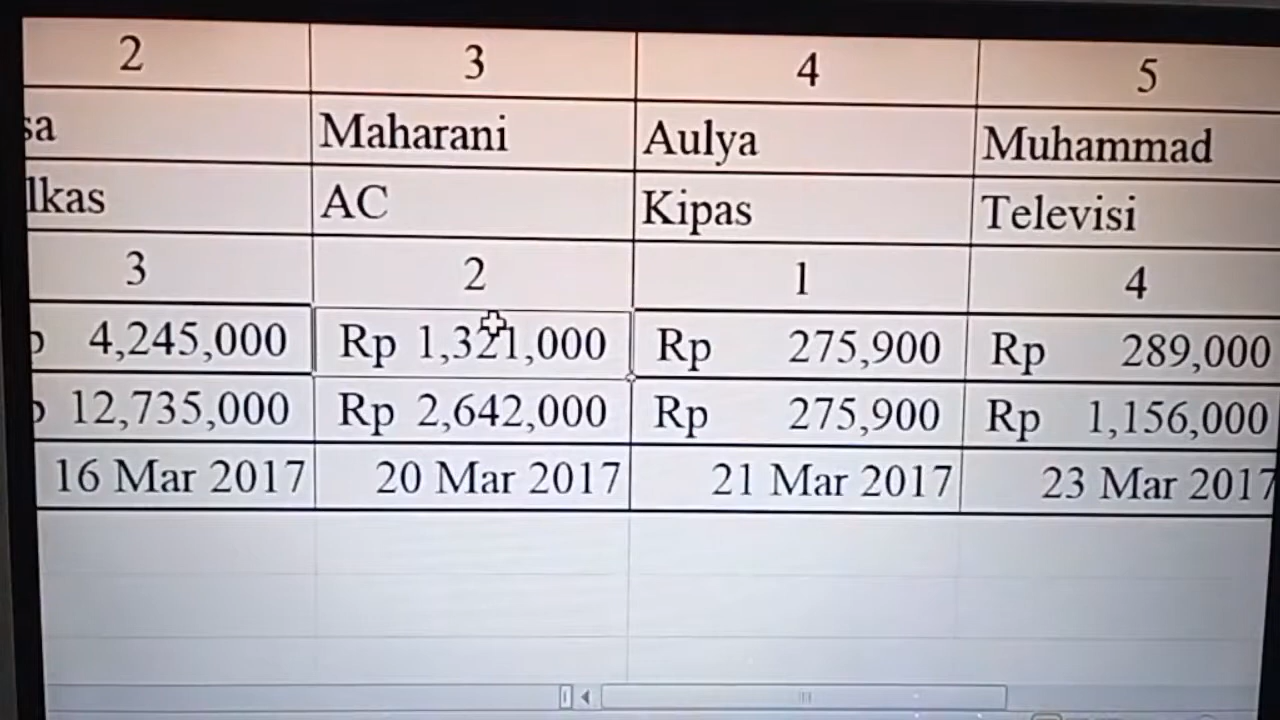 2 3 4 5
sa Maharani Aulya Muhammad
lkas AC Kipas Televisi
3 2 1 4
p 4,245,000 Rp 1,321,000 Rp 275,900 Rp 289,000
p 12,735,000 Rp 2,642,000 Rp 275,900 Rp 1,156,000
16 Mar 2017 20 Mar 2017 21 Mar 2017 23 Mar 2017